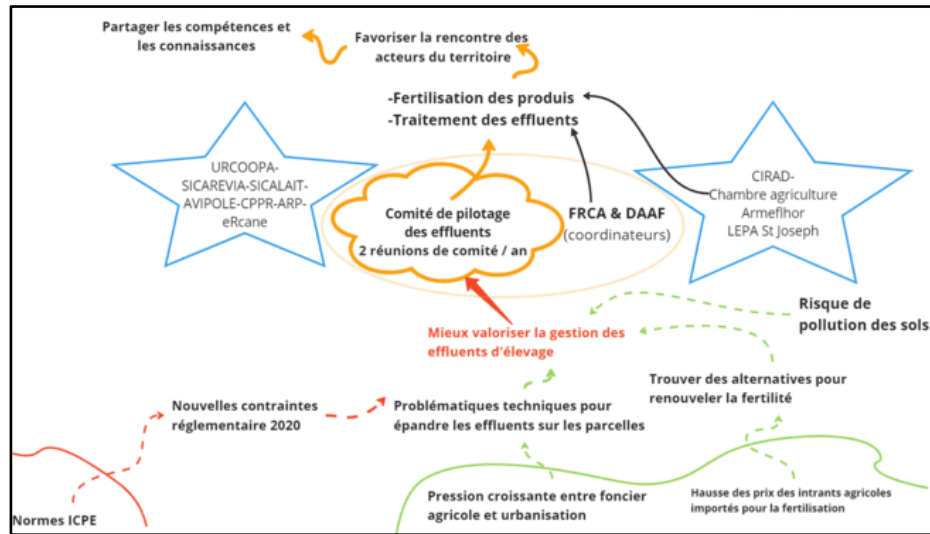 Partager les compétences et
les connaissances
Favoriser la rencontre des
acteurs du territoire
-Fertilisation des produis
-Traitement des effluents
URCOOPA-
SICAREVIA-SICALAIT-
AVIPOLE-CPPR-ARP-
eRcane
Comité de pilotage
des effluents
2 réunions de comité / an
FRCA & DAAF
(coordinateurs)
CIRAD-
Chambre agriculture
Armeflhor
LEPA St Joseph
Risque de
pollution des sols
Mieux valoriser la gestion des
effluents d'élevage
Trouver des alternatives pour
renouveler la fertilité
Nouvelles contraintes
réglementaire 2020
Problématiques techniques pour
épandre les effluents sur les parcelles
Normes ICPE
Pression croissante entre foncier
agricole et urbanisation
Hausse des prix des intrants agricoles
importés pour la fertilisation